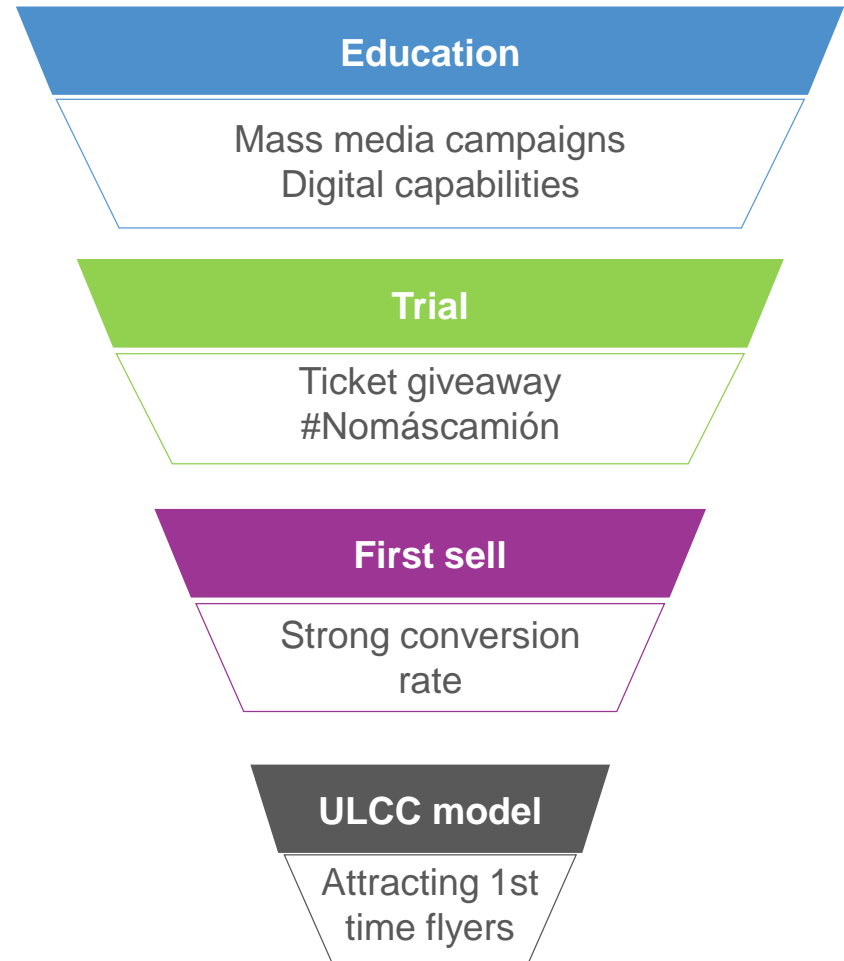 Education
Mass media campaigns
Digital capabilities
Trial
Ticket giveaway
#Nomáscamión
First sell
Strong conversion
rate
ULCC model
Attracting 1st
time flyers